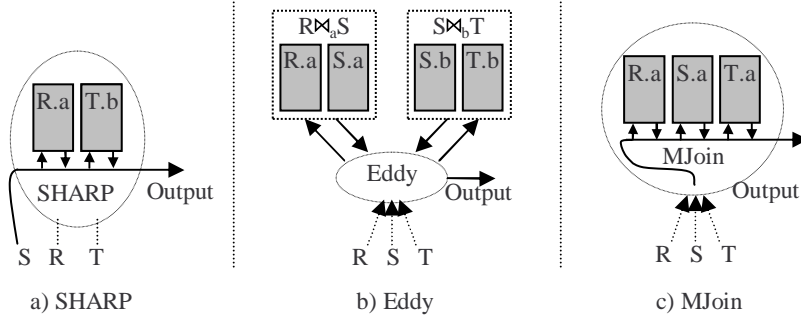 R.a T.b
SHARP
Output
S R T
a) SHARP
R⋈aS S⋈bT
R.a S.a S.b T.b
Eddy
Output
R S T
b) Eddy
R.a S.a T.a
MJoin
Output
R S T
c) MJoin